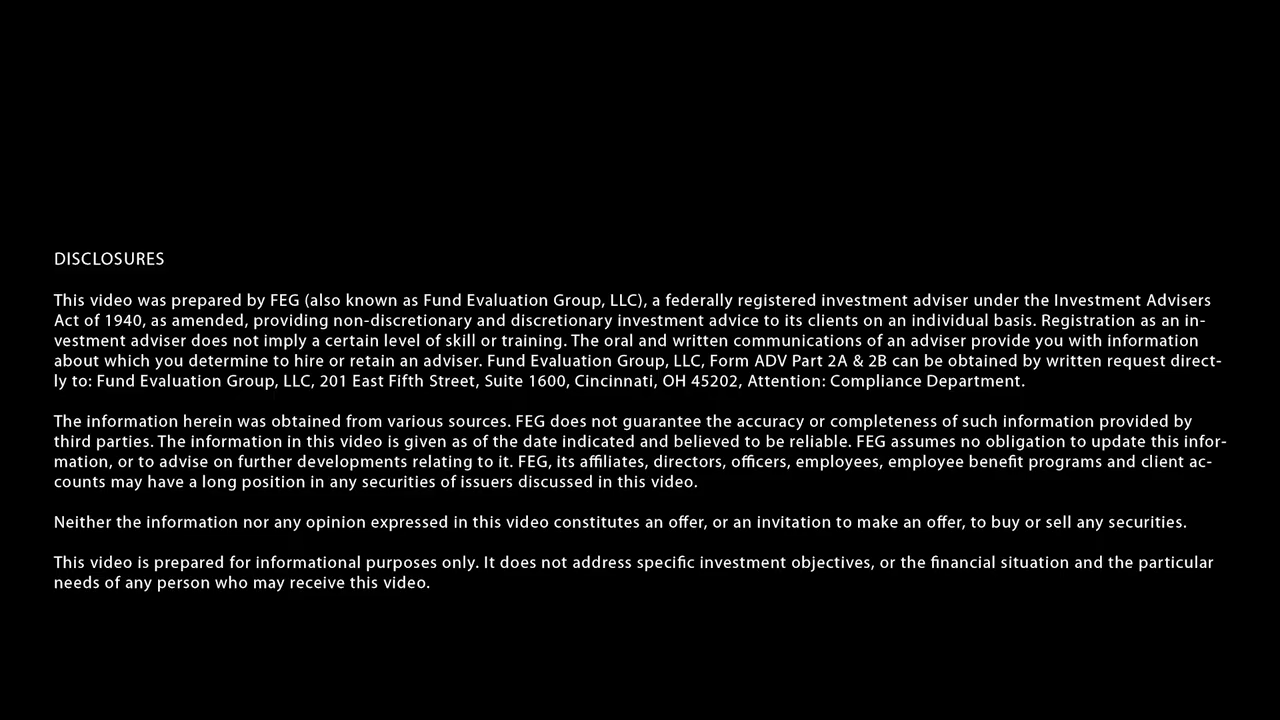 DISCLOSURES
This video was prepared by FEG (also known as Fund Evaluation Group, LLC), a federally registered investment adviser under the Investment Advisers
Act of 1940, as amended, providing non-discretionary and discretionary investment advice to its clients on an individual basis. Registration as an in-
vestment adviser does not imply a certain level of skill or training. The oral and written communications of an adviser provide you with information
about which you determine to hire or retain an adviser. Fund Evaluation Group, LLC, Form ADV Part 2A & 2B can be obtained by written request direct-
ly to: Fund Evaluation Group, LLC, 201 East Fifth Street, Suite 1600, Cincinnati, OH 45202, Attention: Compliance Department.
The information herein was obtained from various sources. FEG does not guarantee the accuracy or completeness of such information provided by
third parties. The information in this video is given as of the date indicated and believed to be reliable. FEG assumes no obligation to update this infor-
mation, or to advise on further developments relating to it. FEG, its affiliates, directors, officers, employees, employee benefit programs and client ac-
counts may have a long position in any securities of issuers discussed in this video.
Neither the information nor any opinion expressed in this video constitutes an offer, or an invitation to make an offer, to buy or sell any securities.
This video is prepared for informational purposes only. It does not address specific investment objectives, or the financial situation and the particular
needs of any person who may receive this video.